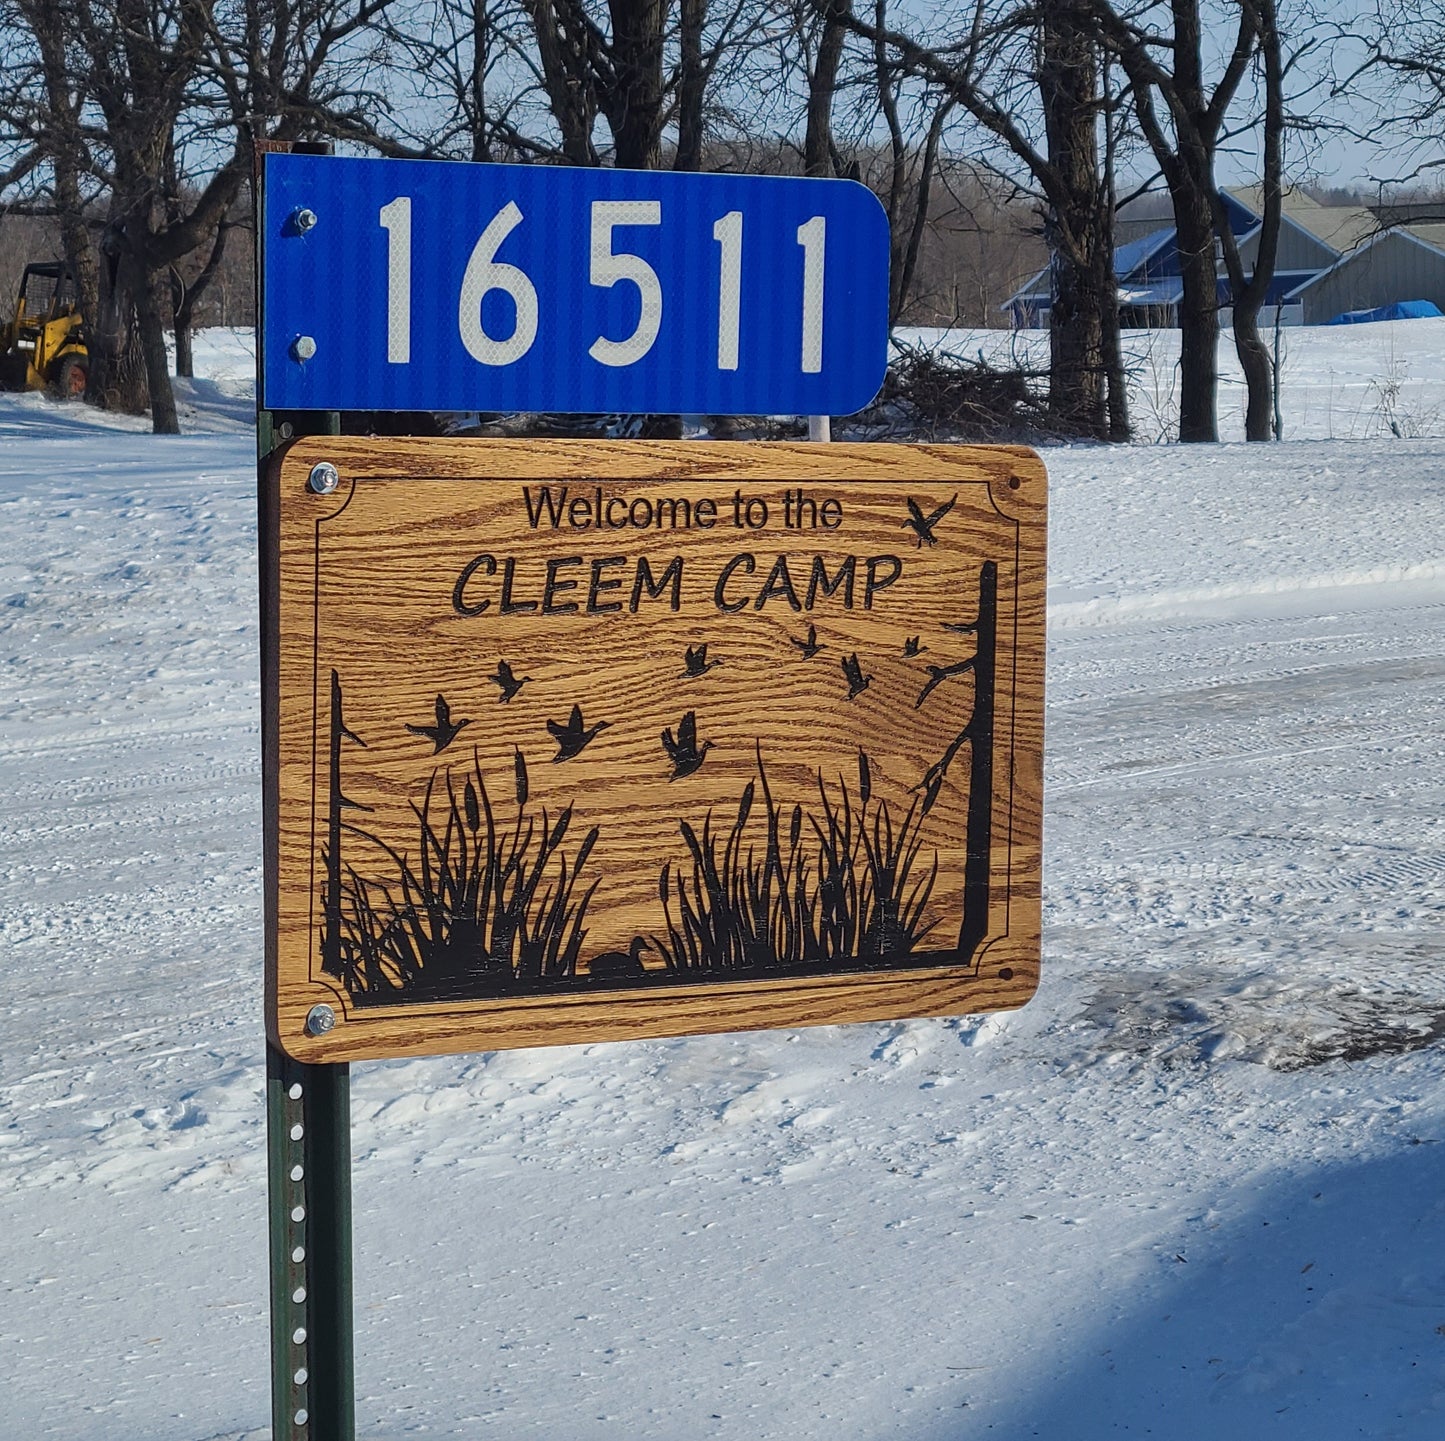 16511
Welcome to the
CLEEM CAMP